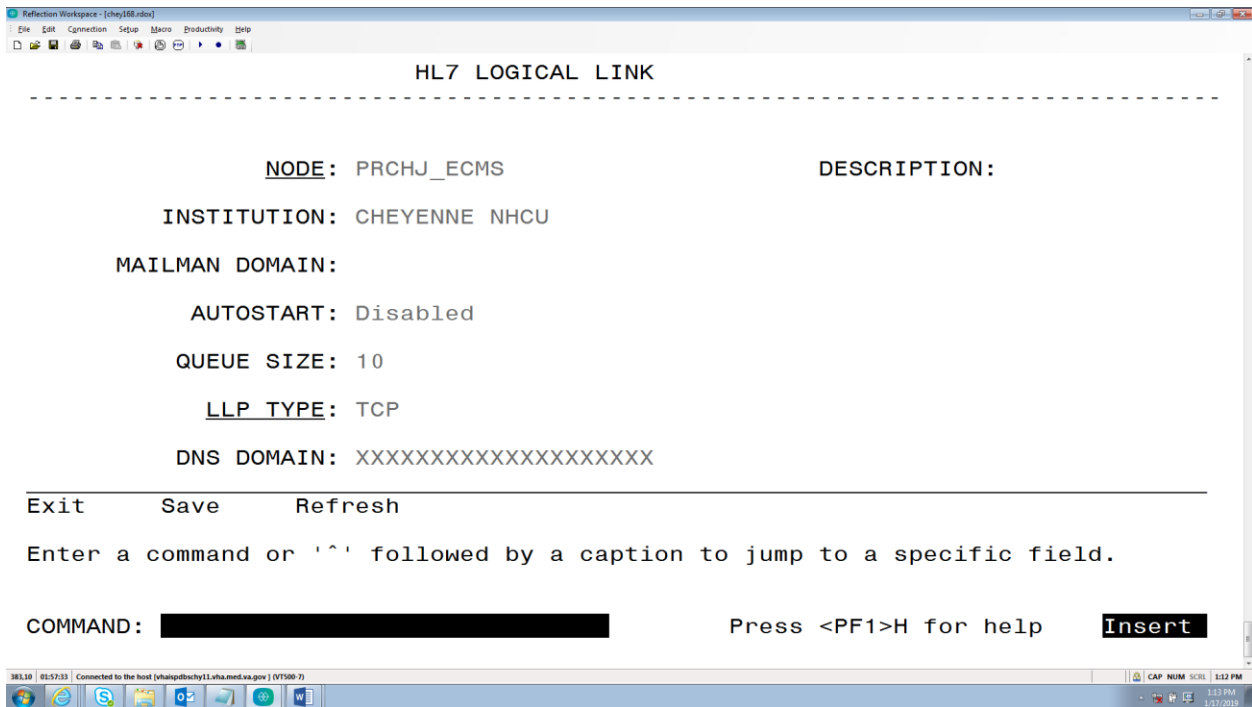 Reflection Workspace - [chey168.rdox]
File Edit Connection Setup Macro Productivity Help
HL7 LOGICAL LINK
--------------------------------------------------------------------------------
NODE: PRCHJ_ECMS DESCRIPTION:
INSTITUTION: CHEYENNE NHCU
MAILMAN DOMAIN:
AUTOSTART: Disabled
QUEUE SIZE: 10
LLP TYPE: TCP
DNS DOMAIN: XXXXXXXXXXXXXXXXXXXX
Exit Save Refresh
Enter a command or '^' followed by a caption to jump to a specific field.
COMMAND: Press <PF1>H for help Insert
383,10 01:57:33 Connected to the host [vhaispdbschy11.vha.med.va.gov ] (VT500-7) CAP NUM SCRL 1:12 PM
1:13 PM
1/17/2019